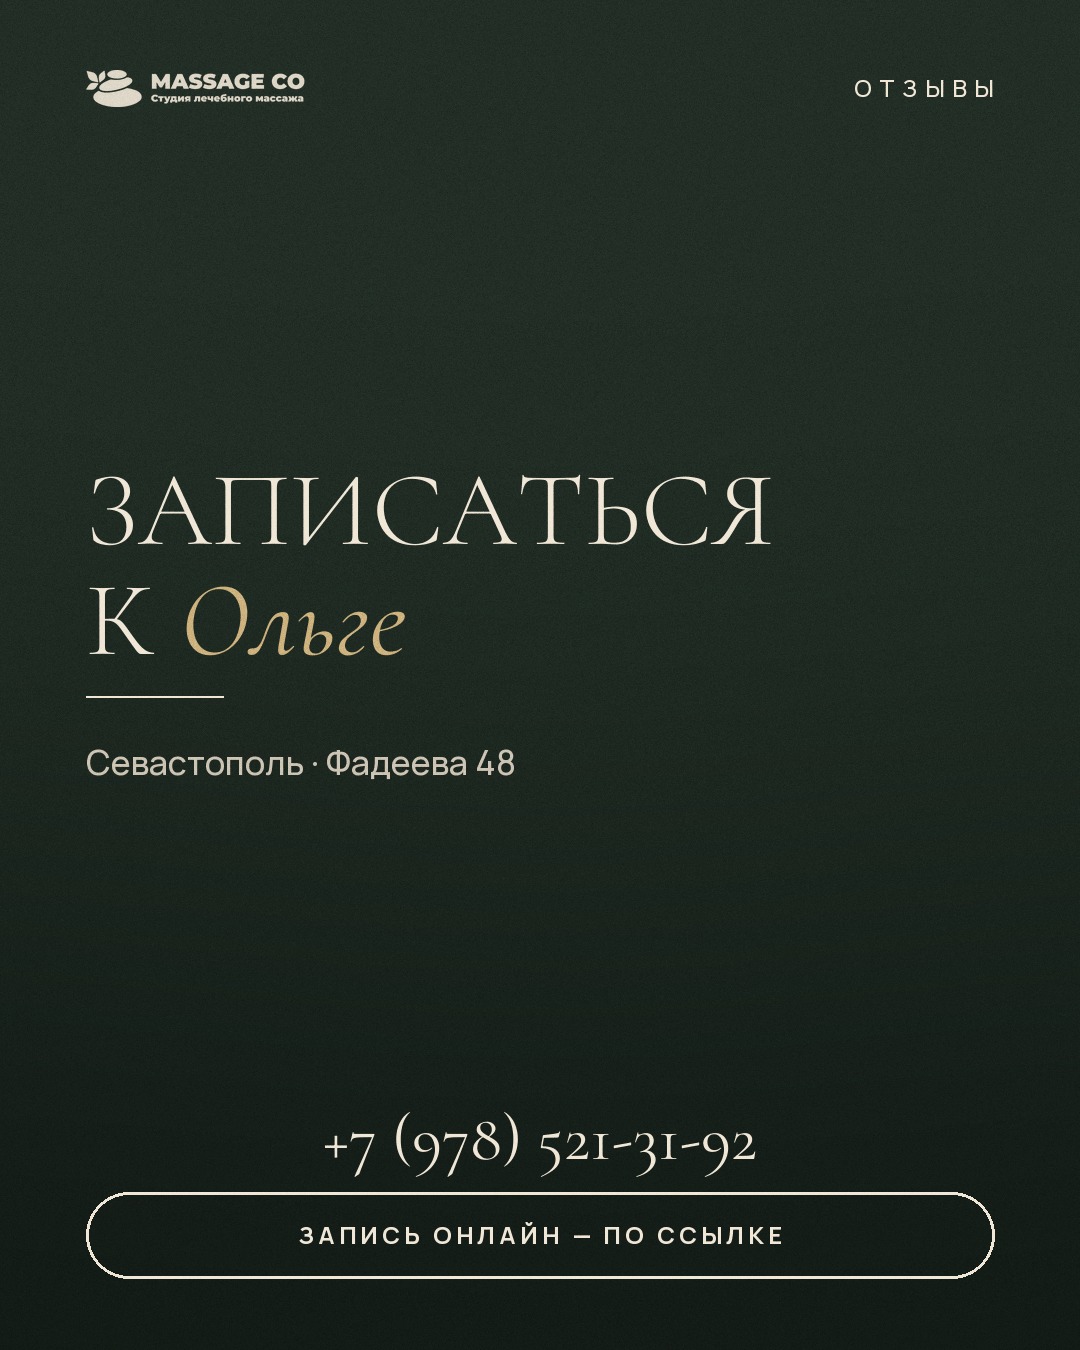 MASSAGE CO
Студия лечебного массажа
ОТЗЫВЫ
ЗАПИСАТЬСЯ
К Ольге
Севастополь · Фадеева 48
+7 (978) 521-31-92
ЗАПИСЬ ОНЛАЙН — ПО ССЫЛКЕ